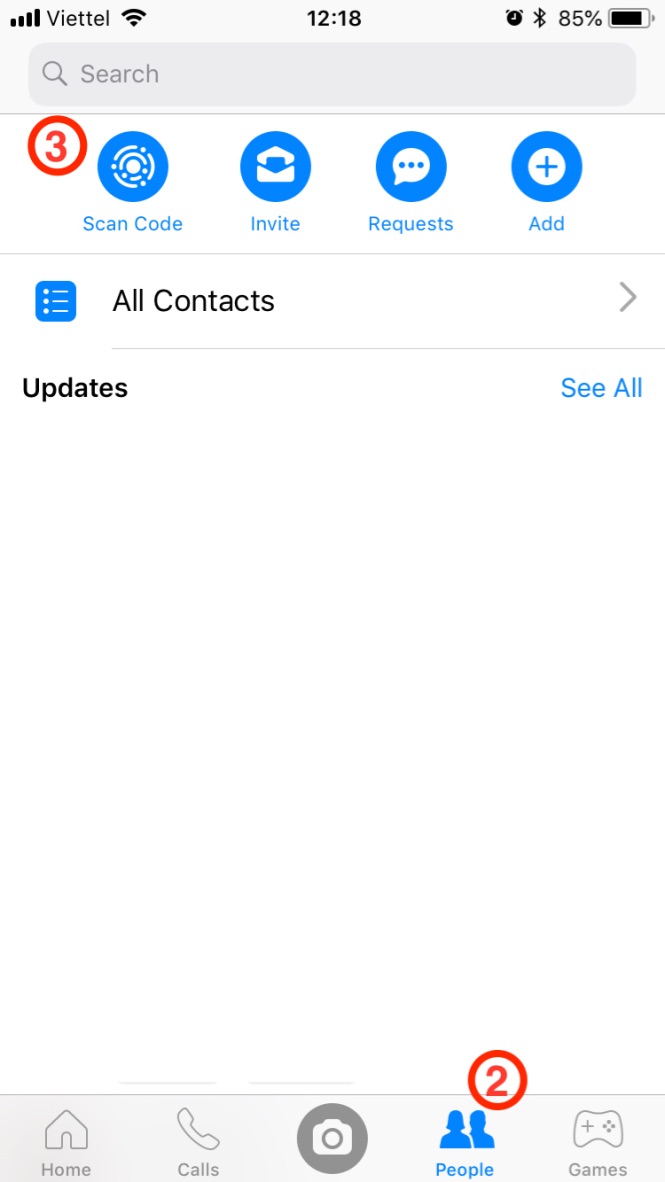 Viettel 12:18 85%
Search
3
Scan Code Invite Requests Add
All Contacts
Updates See All
2
Home Calls People Games